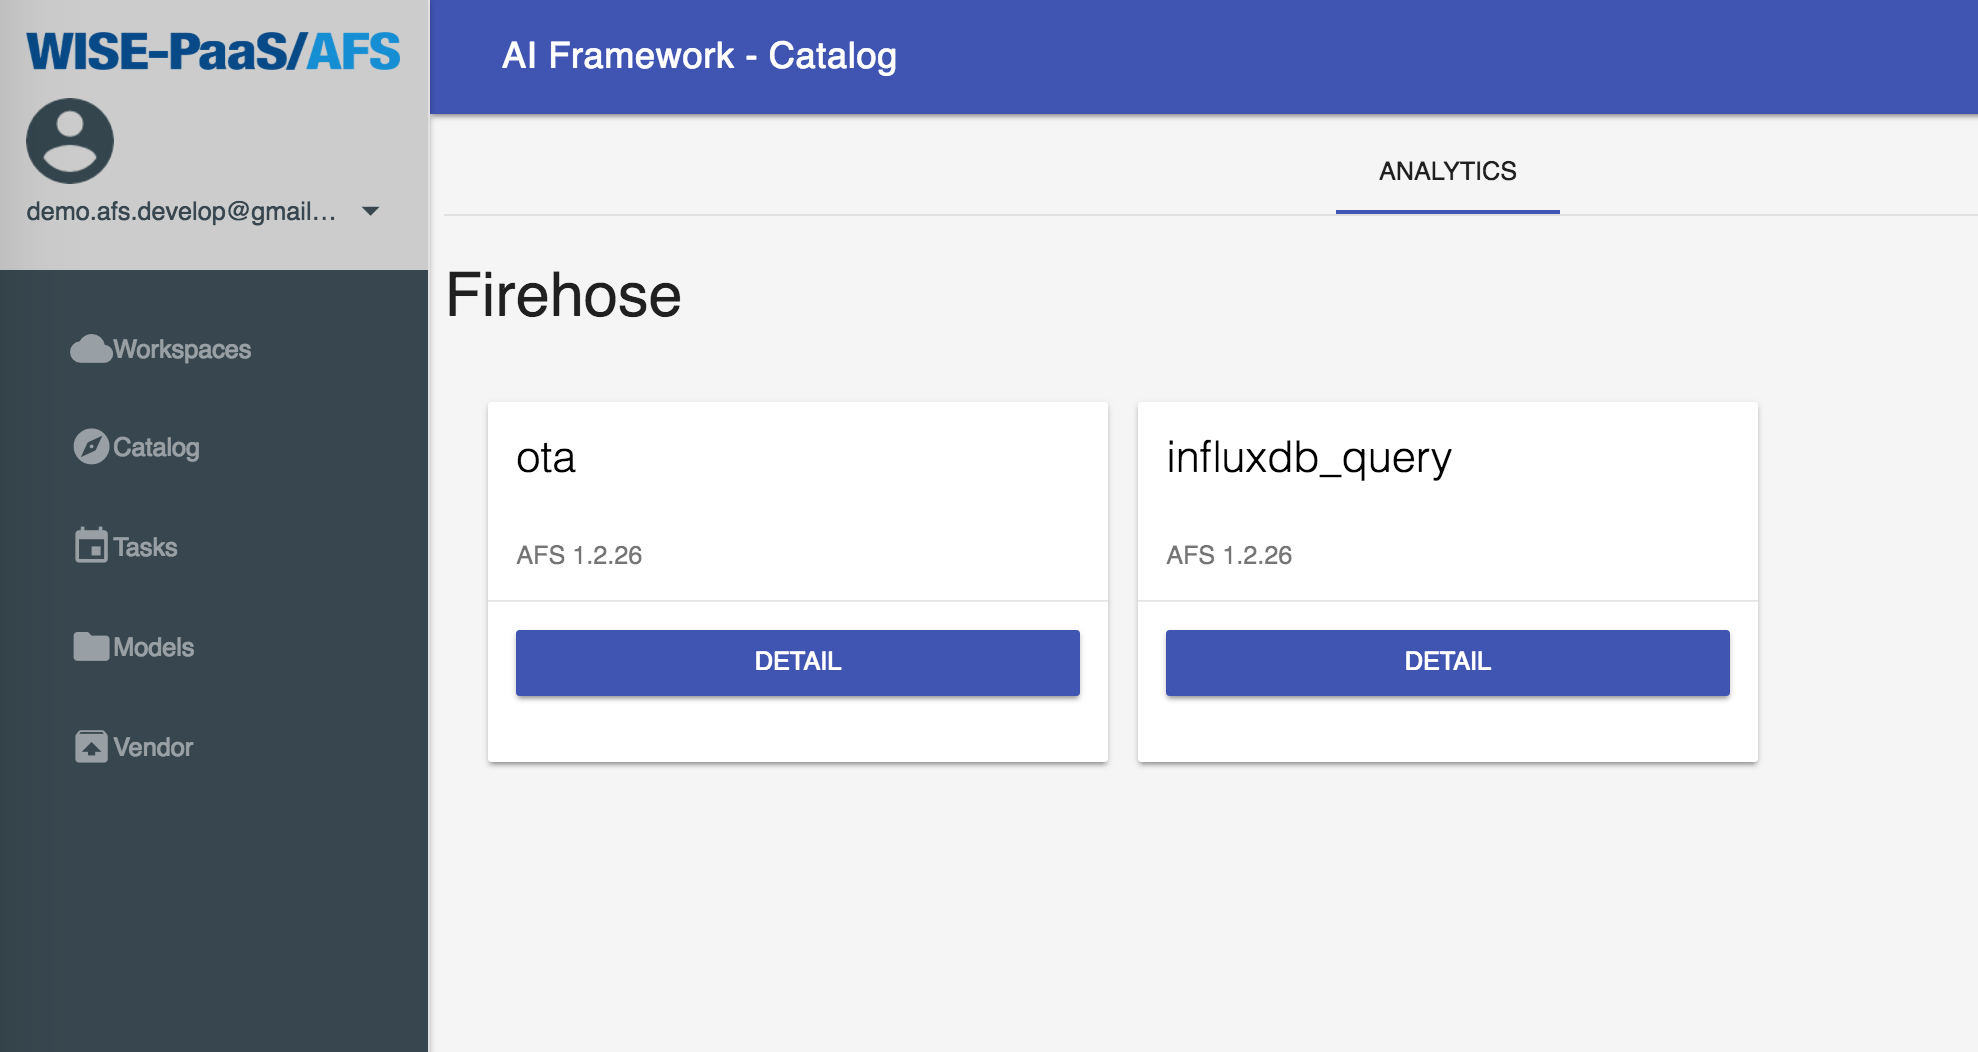 WISE-PaaS/AFS
demo.afs.develop@gmail...
Workspaces
Catalog
Tasks
Models
Vendor
AI Framework - Catalog
ANALYTICS
Firehose
ota
AFS 1.2.26
DETAIL
influxdb_query
AFS 1.2.26
DETAIL